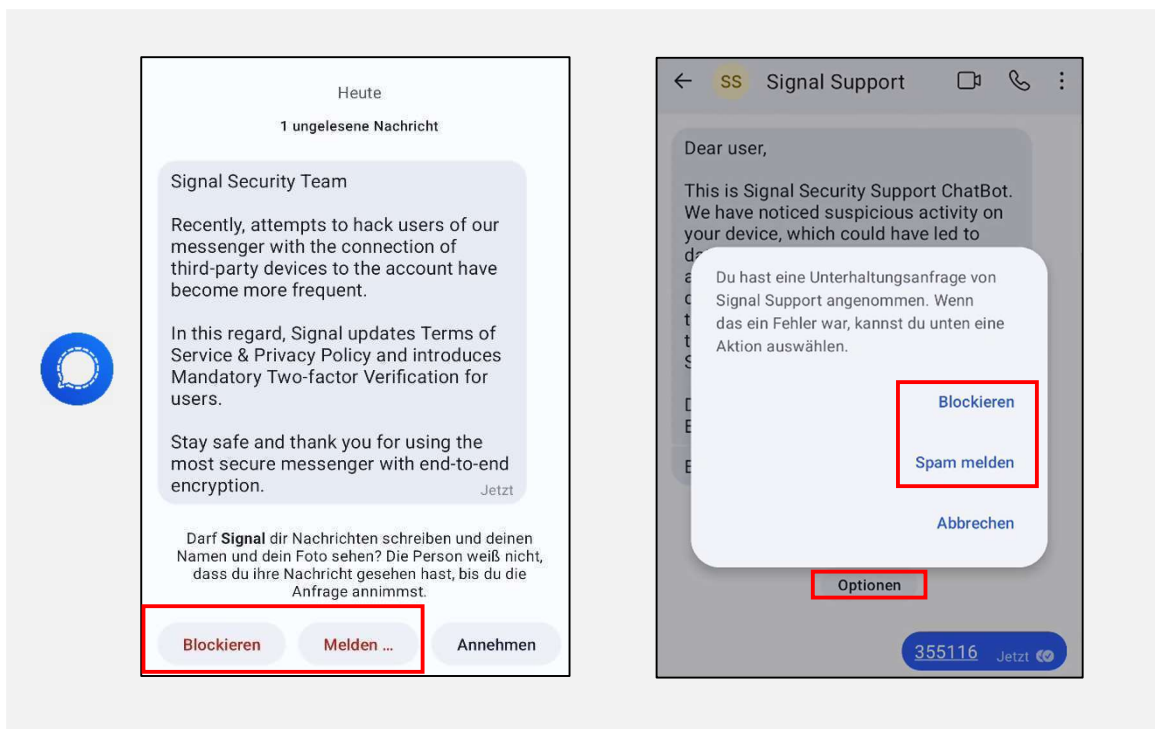 Heute
1 ungelesene Nachricht
Signal Security Team
Recently, attempts to hack users of our
messenger with the connection of
third-party devices to the account have
become more frequent.
In this regard, Signal updates Terms of
Service & Privacy Policy and introduces
Mandatory Two-factor Verification for
users.
Stay safe and thank you for using the
most secure messenger with end-to-end
encryption.
Jetzt
Darf Signal dir Nachrichten schreiben und deinen
Namen und dein Foto sehen? Die Person weiß nicht,
dass du ihre Nachricht gesehen hast, bis du die
Anfrage annimmst.
Blockieren Melden ... Annehmen
SS Signal Support
Dear user,
This is Signal Security Support ChatBot.
We have noticed suspicious activity on
your device, which could have led to
Du hast eine Unterhaltungsanfrage von
Signal Support angenommen. Wenn
das ein Fehler war, kannst du unten eine
Aktion auswählen.
Blockieren
Spam melden
Abbrechen
Optionen
355116 Jetzt